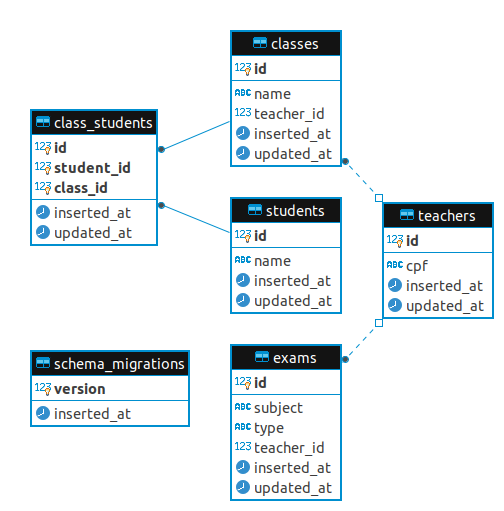 classes
123 id
ABC name
123 teacher_id
inserted_at
updated_at
class_students
123 id
123 student_id
123 class_id
inserted_at
updated_at
students
123 id
ABC name
inserted_at
updated_at
teachers
123 id
ABC cpf
inserted_at
updated_at
schema_migrations
123 version
inserted_at
exams
123 id
ABC subject
ABC type
123 teacher_id
inserted_at
updated_at